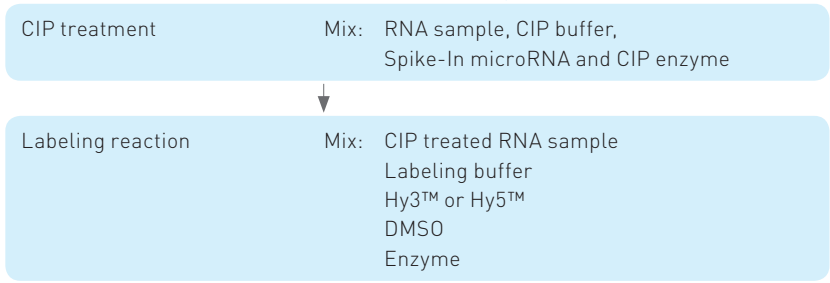 CIP treatment Mix: RNA sample, CIP buffer,
Spike-In microRNA and CIP enzyme
Labeling reaction Mix: CIP treated RNA sample
Labeling buffer
Hy3™ or Hy5™
DMSO
Enzyme